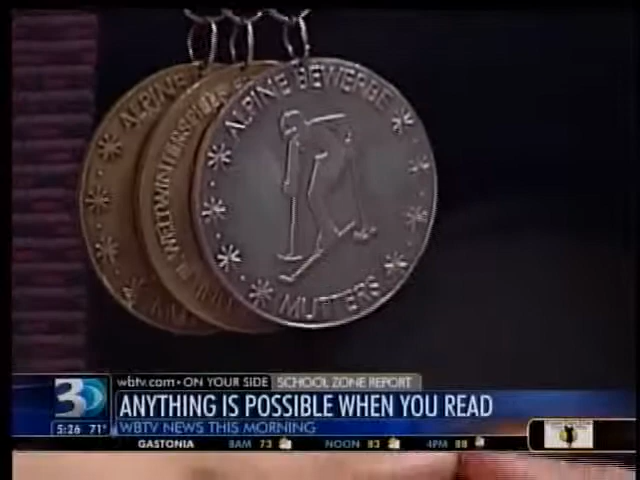 ALPINE
WELTWINTERSPIELE
ALPINE BEWERBE
MUTTERS
3
wbtv.com • ON YOUR SIDE SCHOOL ZONE REPORT
ANYTHING IS POSSIBLE WHEN YOU READ
5:26 71° WBTV NEWS THIS MORNING
GASTONIA 8AM 73 NOON 83 4PM 88